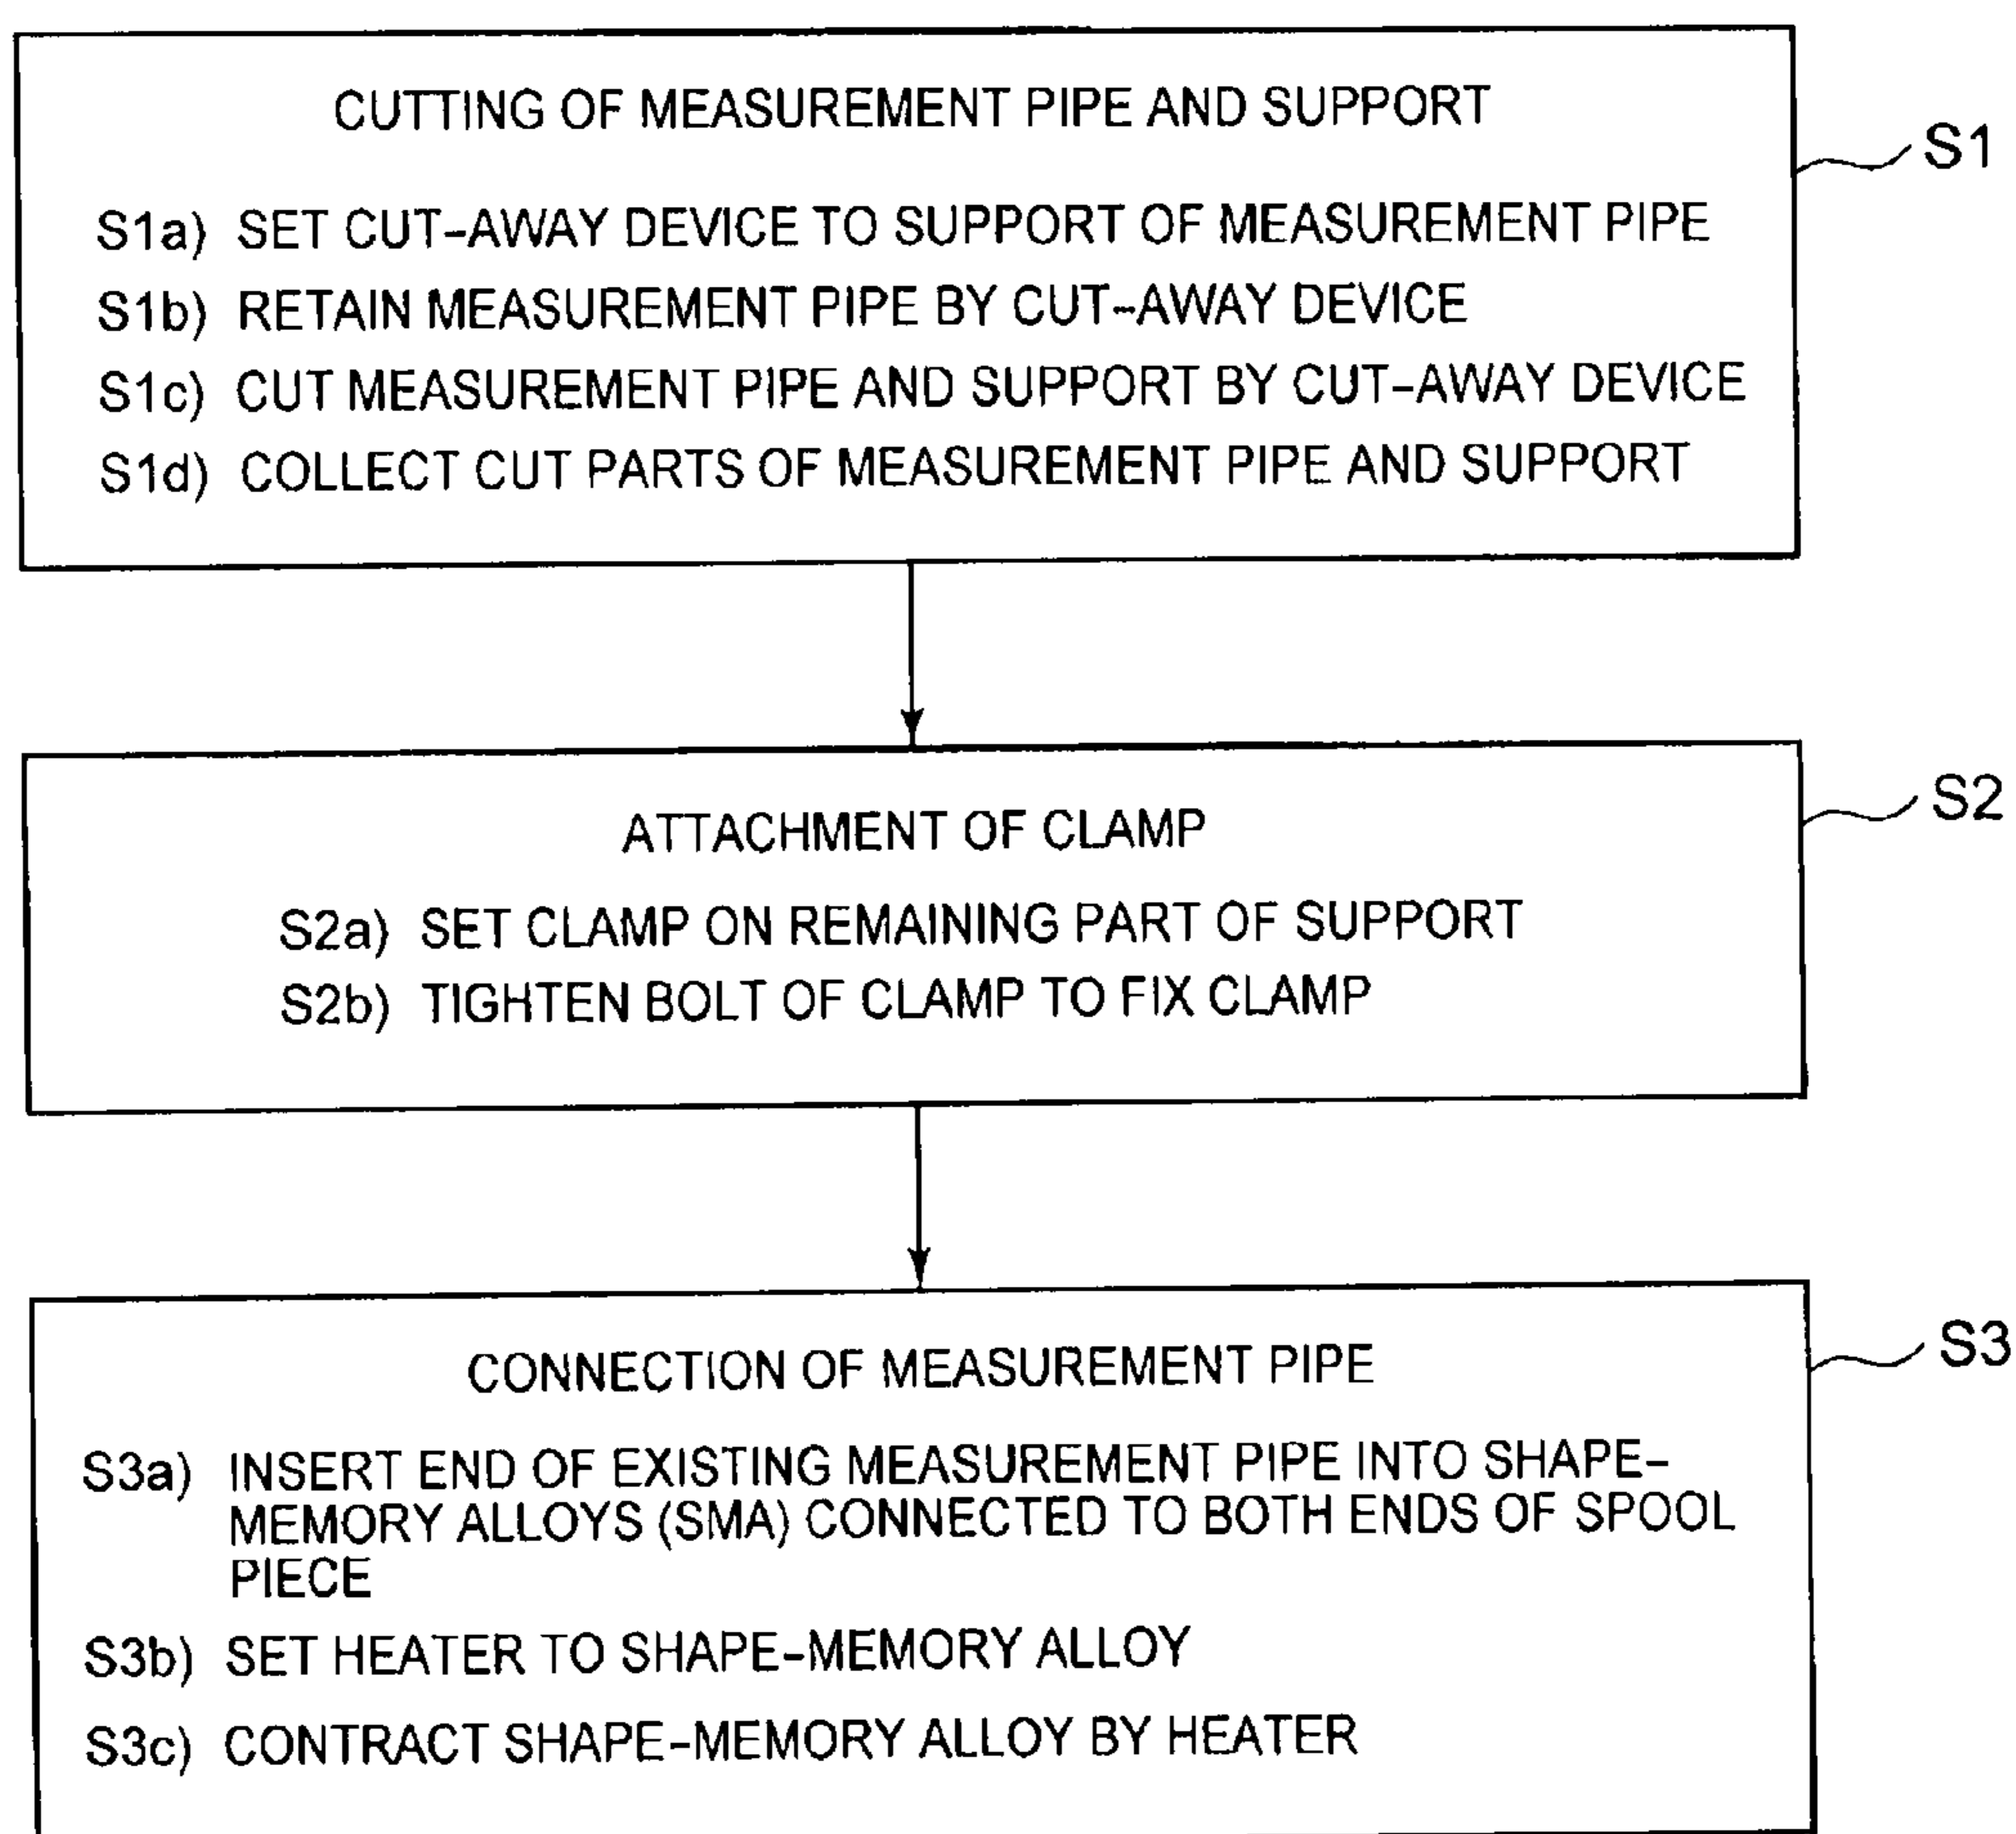 CUTTING OF MEASUREMENT PIPE AND SUPPORT
S1
S1a) SET CUT-AWAY DEVICE TO SUPPORT OF MEASUREMENT PIPE
S1b) RETAIN MEASUREMENT PIPE BY CUT-AWAY DEVICE
S1c) CUT MEASUREMENT PIPE AND SUPPORT BY CUT-AWAY DEVICE
S1d) COLLECT CUT PARTS OF MEASUREMENT PIPE AND SUPPORT
ATTACHMENT OF CLAMP
S2
S2a) SET CLAMP ON REMAINING PART OF SUPPORT
S2b) TIGHTEN BOLT OF CLAMP TO FIX CLAMP
CONNECTION OF MEASUREMENT PIPE
S3
S3a) INSERT END OF EXISTING MEASUREMENT PIPE INTO SHAPE-
MEMORY ALLOYS (SMA) CONNECTED TO BOTH ENDS OF SPOOL
PIECE
S3b) SET HEATER TO SHAPE-MEMORY ALLOY
S3c) CONTRACT SHAPE-MEMORY ALLOY BY HEATER